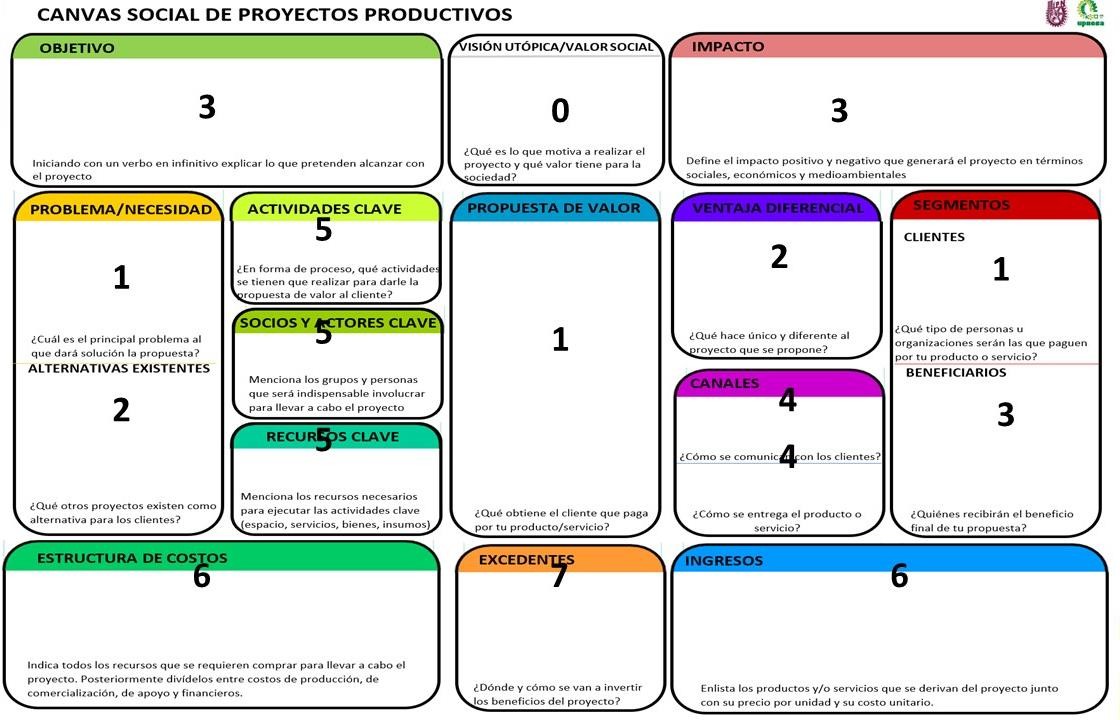 CANVAS SOCIAL DE PROYECTOS PRODUCTIVOS
upiicsa
OBJETIVO
3
Iniciando con un verbo en infinitivo explicar lo que pretenden alcanzar con
el proyecto
VISIÓN UTÓPICA/VALOR SOCIAL
0
¿Qué es lo que motiva a realizar el
proyecto y qué valor tiene para la
sociedad?
IMPACTO
3
Define el impacto positivo y negativo que generará el proyecto en términos
sociales, económicos y medioambientales
PROBLEMA/NECESIDAD
1
¿Cuál es el principal problema al
que dará solución la propuesta?
ALTERNATIVAS EXISTENTES
2
¿Qué otros proyectos existen como
alternativa para los clientes?
ACTIVIDADES CLAVE
5
¿En forma de proceso, qué actividades
se tienen que realizar para darle la
propuesta de valor al cliente?
SOCIOS Y ACTORES CLAVE
5
Menciona los grupos y personas
que será indispensable involucrar
para llevar a cabo el proyecto
RECURSOS CLAVE
5
Menciona los recursos necesarios
para ejecutar las actividades clave
(espacio, servicios, bienes, insumos)
PROPUESTA DE VALOR
1
¿Qué obtiene el cliente que paga
por tu producto/servicio?
VENTAJA DIFERENCIAL
2
¿Qué hace único y diferente al
proyecto que se propone?
CANALES
4
¿Cómo se comunican con los clientes?
4
¿Cómo se entrega el producto o
servicio?
SEGMENTOS
CLIENTES
1
¿Qué tipo de personas u
organizaciones serán las que paguen
por tu producto o servicio?
BENEFICIARIOS
3
¿Quiénes recibirán el beneficio
final de tu propuesta?
ESTRUCTURA DE COSTOS
6
Indica todos los recursos que se requieren comprar para llevar a cabo el
proyecto. Posteriormente divídelos entre costos de producción, de
comercialización, de apoyo y financieros.
EXCEDENTES
7
¿Dónde y cómo se van a invertir
los beneficios del proyecto?
INGRESOS
6
Enlista los productos y/o servicios que se derivan del proyecto junto
con su precio por unidad y su costo unitario.